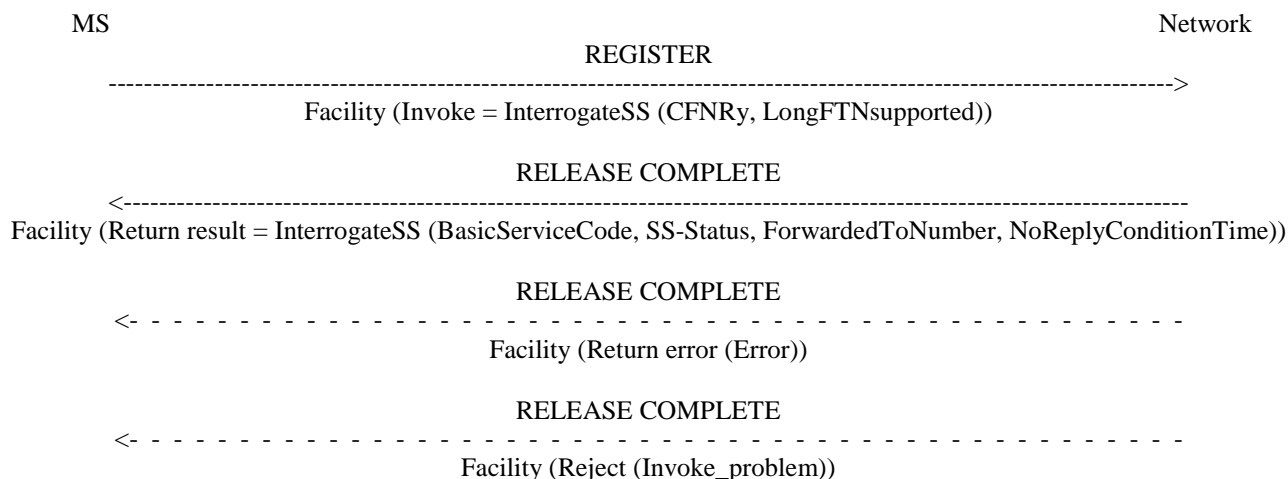 MS Network
REGISTER
------------------------------------------------------------------------------------------------------------------------>
Facility (Invoke = InterrogateSS (CFNRy, LongFTNsupported))
RELEASE COMPLETE
<------------------------------------------------------------------------------------------------------------------------
Facility (Return result = InterrogateSS (BasicServiceCode, SS-Status, ForwardedToNumber, NoReplyConditionTime))
RELEASE COMPLETE
<- - - - - - - - - - - - - - - - - - - - - - - - - - - - - - - - - - - - - - - - - - - - - - - -
Facility (Return error (Error))
RELEASE COMPLETE
<- - - - - - - - - - - - - - - - - - - - - - - - - - - - - - - - - - - - - - - - - - - - - - - -
Facility (Reject (Invoke_problem))